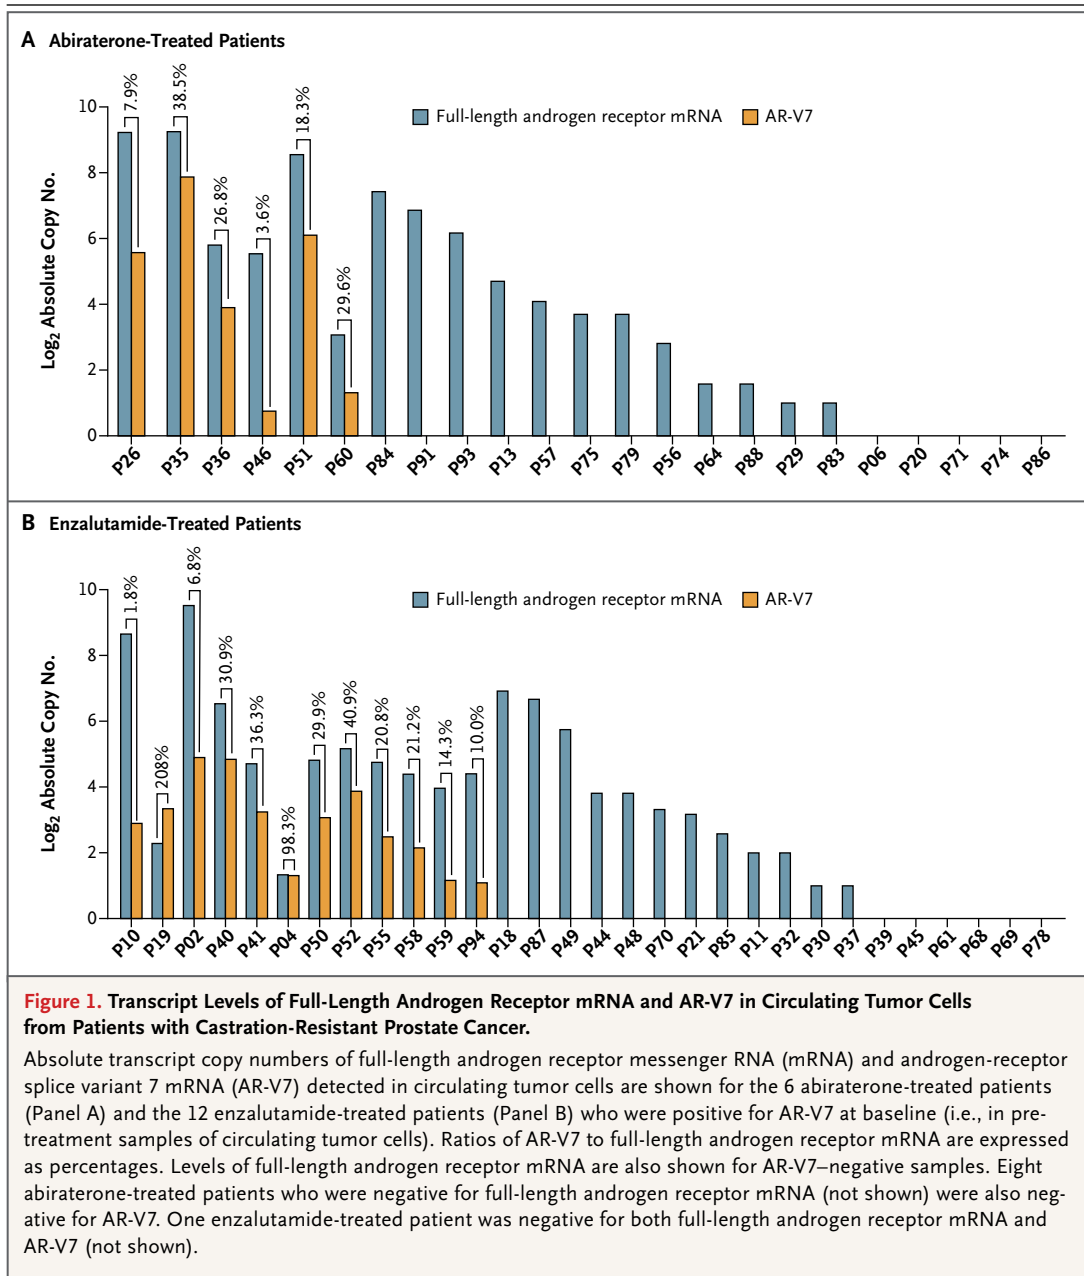 A Abiraterone-Treated Patients
Log2 Absolute Copy No.
10
8
6
4
2
0
7.9%
38.5%
26.8%
3.6%
18.3%
29.6%
Full-length androgen receptor mRNA
AR-V7
P26 P35 P36 P46 P51 P60 P84 P91 P93 P13 P57 P75 P79 P56 P64 P88 P29 P83 P06 P20 P71 P74 P86
B Enzalutamide-Treated Patients
Log2 Absolute Copy No.
10
8
6
4
2
0
1.8%
208%
6.8%
30.9%
36.3%
98.3%
29.9%
40.9%
20.8%
21.2%
14.3%
10.0%
Full-length androgen receptor mRNA
AR-V7
P10 P19 P02 P40 P41 P04 P50 P52 P55 P58 P59 P94 P18 P87 P49 P44 P48 P70 P21 P85 P11 P32 P30 P37 P39 P45 P61 P68 P69 P78
Figure 1. Transcript Levels of Full-Length Androgen Receptor mRNA and AR-V7 in Circulating Tumor Cells
from Patients with Castration-Resistant Prostate Cancer.
Absolute transcript copy numbers of full-length androgen receptor messenger RNA (mRNA) and androgen-receptor
splice variant 7 mRNA (AR-V7) detected in circulating tumor cells are shown for the 6 abiraterone-treated patients
(Panel A) and the 12 enzalutamide-treated patients (Panel B) who were positive for AR-V7 at baseline (i.e., in pre-
treatment samples of circulating tumor cells). Ratios of AR-V7 to full-length androgen receptor mRNA are expressed
as percentages. Levels of full-length androgen receptor mRNA are also shown for AR-V7–negative samples. Eight
abiraterone-treated patients who were negative for full-length androgen receptor mRNA (not shown) were also neg-
ative for AR-V7. One enzalutamide-treated patient was negative for both full-length androgen receptor mRNA and
AR-V7 (not shown).